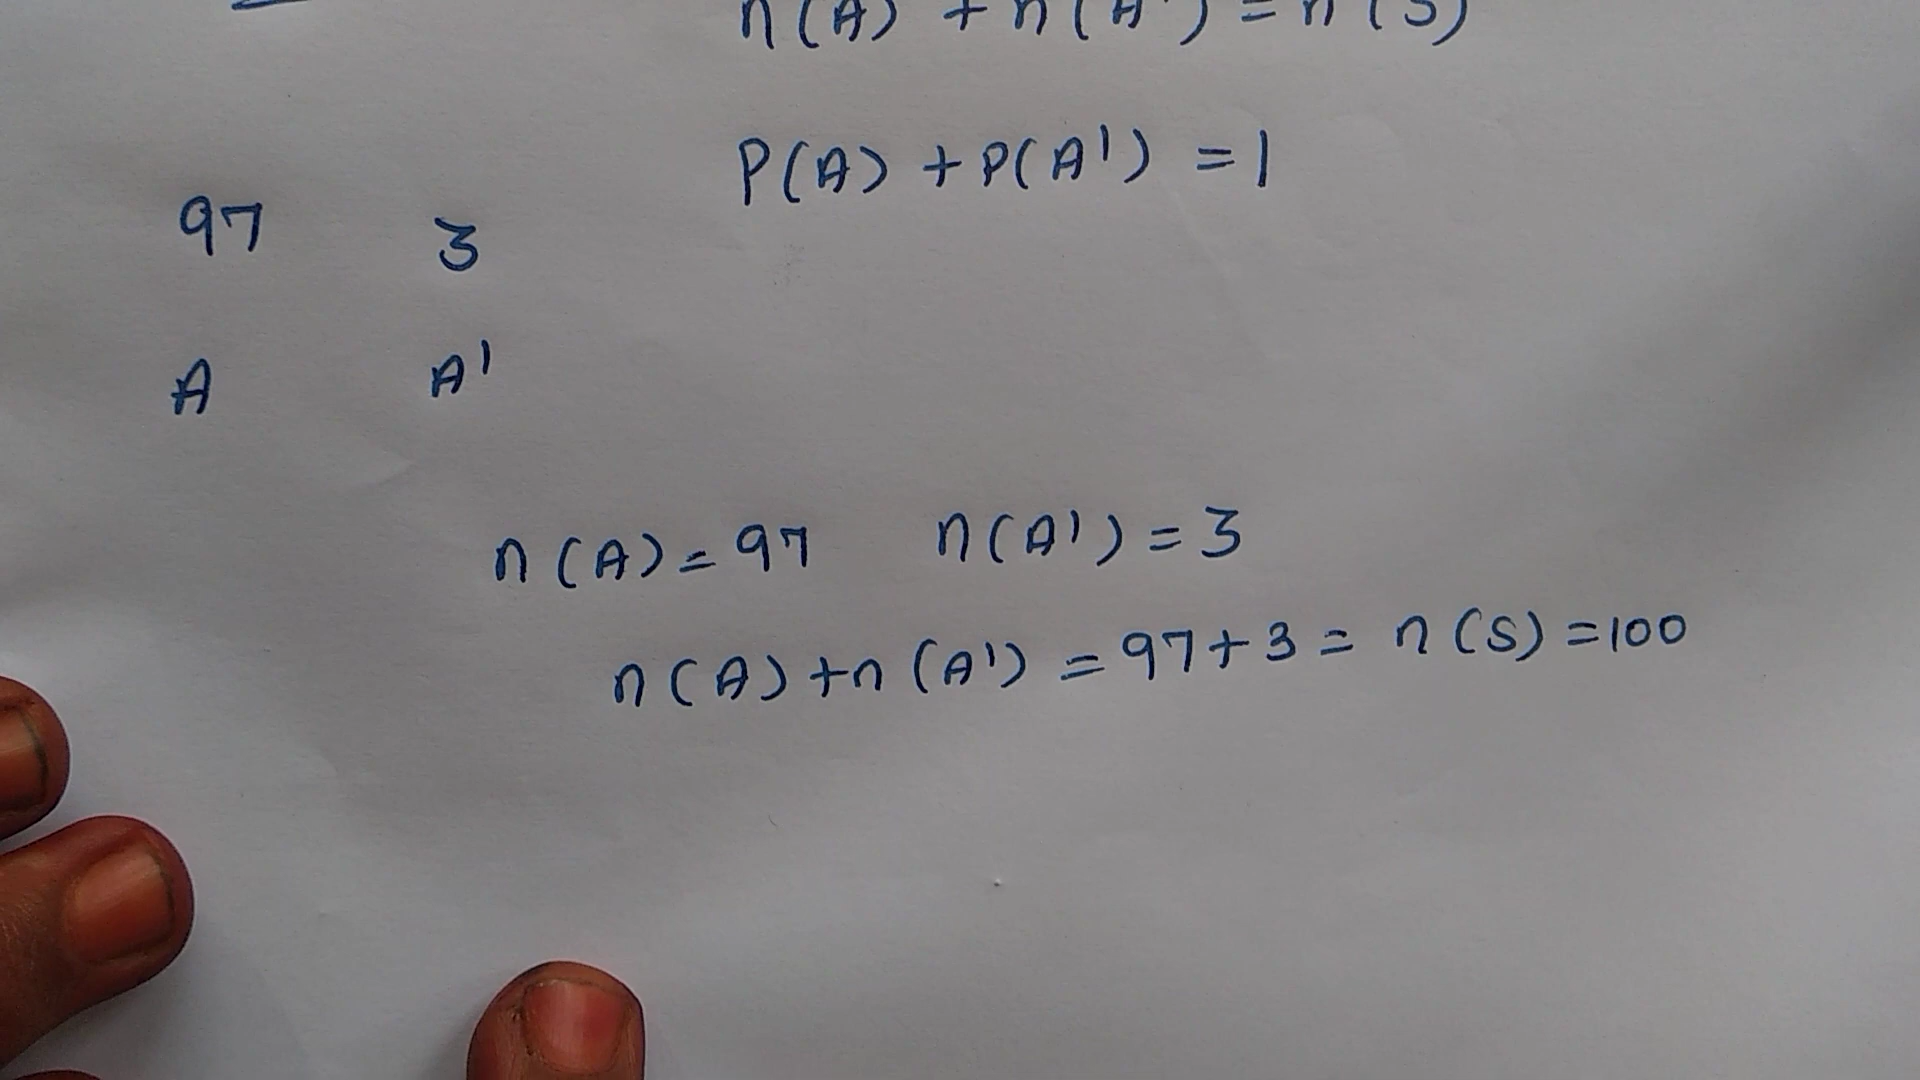 n(A) + n(A') = n(S)
P(A) + P(A') = 1
97 3
A A'
n(A) = 97 n(A') = 3
n(A) + n(A') = 97 + 3 = n(S) = 100